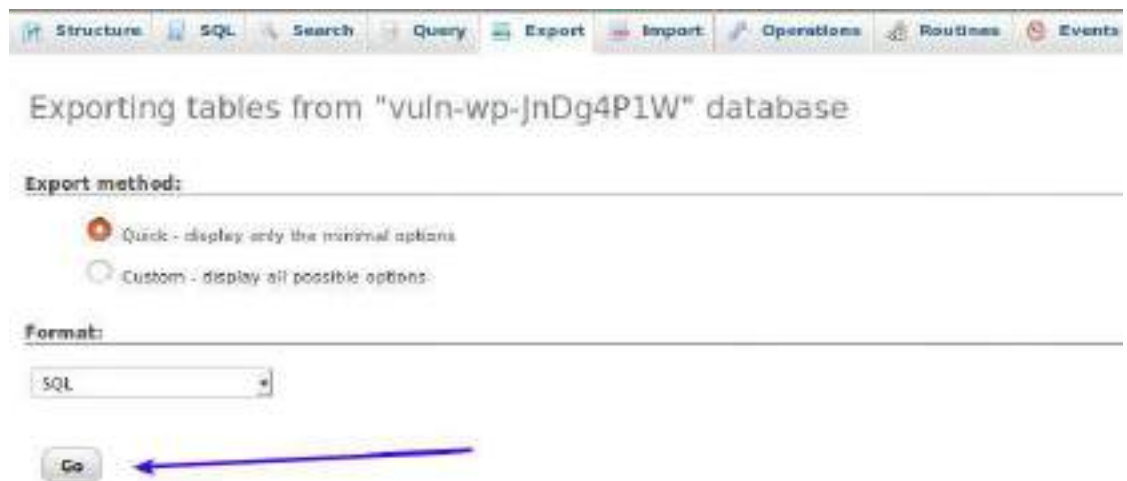 Structure SQL Search Query Export Import Operations Routines Events
Exporting tables from "vuln-wp-JnDg4P1W" database
Export method:
Quick - display only the minimal options
Custom - display all possible options
Format:
SQL
Go